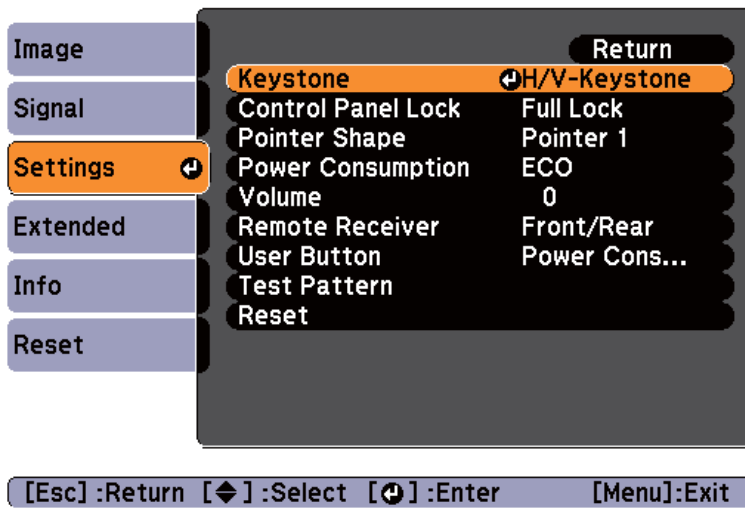 Image
Signal
Settings
Extended
Info
Reset
Return
Keystone H/V-Keystone
Control Panel Lock Full Lock
Pointer Shape Pointer 1
Power Consumption ECO
Volume 0
Remote Receiver Front/Rear
User Button Power Cons...
Test Pattern
Reset
[Esc] :Return [◆] :Select [⏎] :Enter [Menu]:Exit